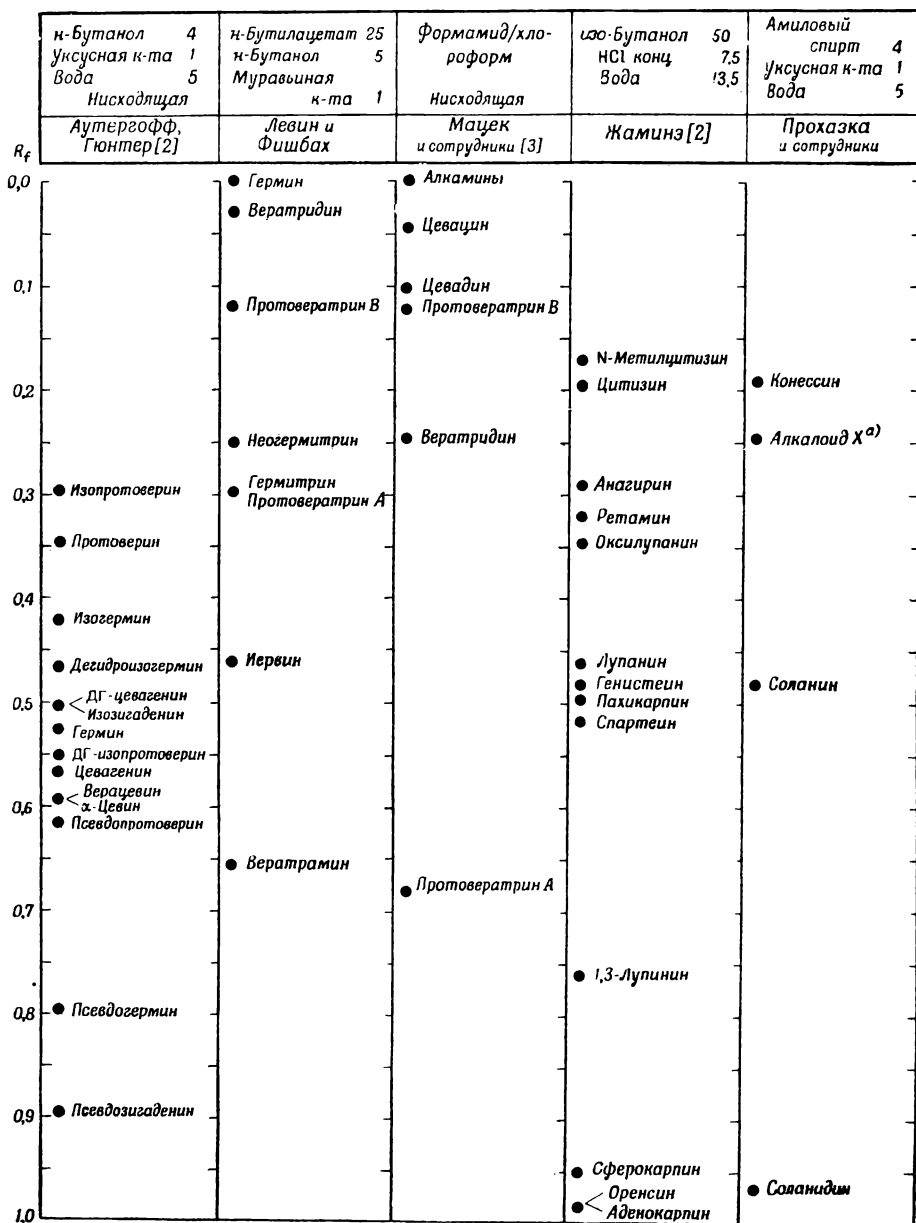 н-Бутанол 4
Уксусная к-та 1
Вода 5
Нисходящая
Аутергофф,
Гюнтер [2]
н-Бутилацетат 25
н-Бутанол 5
Муравьиная
к-та 1
Левин и
Фишбах
Формамид/хло-
роформ
Нисходящая
Мацек
и сотрудники [3]
изо-Бутанол 50
HCl конц 7,5
Вода 13,5
Жаминэ [2]
Амиловый
спирт 4
Уксусная к-та 1
Вода 5
Прохазка
и сотрудники
Rf
0,0
0,1
0,2
0,3
0,4
0,5
0,6
0,7
0,8
0,9
1,0
Изопротоверин
Протоверин
Изогермин
Дегидроизогермин
ДГ-цевагенин
Изозигаденин
Гермин
ДГ-изопротоверин
Цевагенин
Верацевин
α-Цевин
Псевдопротоверин
Псевдогермин
Псевдозигаденин
Гермин
Вератридин
Протовератрин В
Неогермитрин
Гермитрин
Протовератрин А
Иервин
Вератрамин
Алкамины
Цевацин
Цевадин
Протовератрин В
Вератридин
Протовератрин А
N-Метилцитизин
Цитизин
Анагирин
Ретамин
Оксилупанин
Лупанин
Генистеин
Пахикарпин
Спартеин
1,3-Лупинин
Сферокарпин
Оренсин
Аденокарпин
Конессин
Алкалоид X а)
Соланин
Соланидин